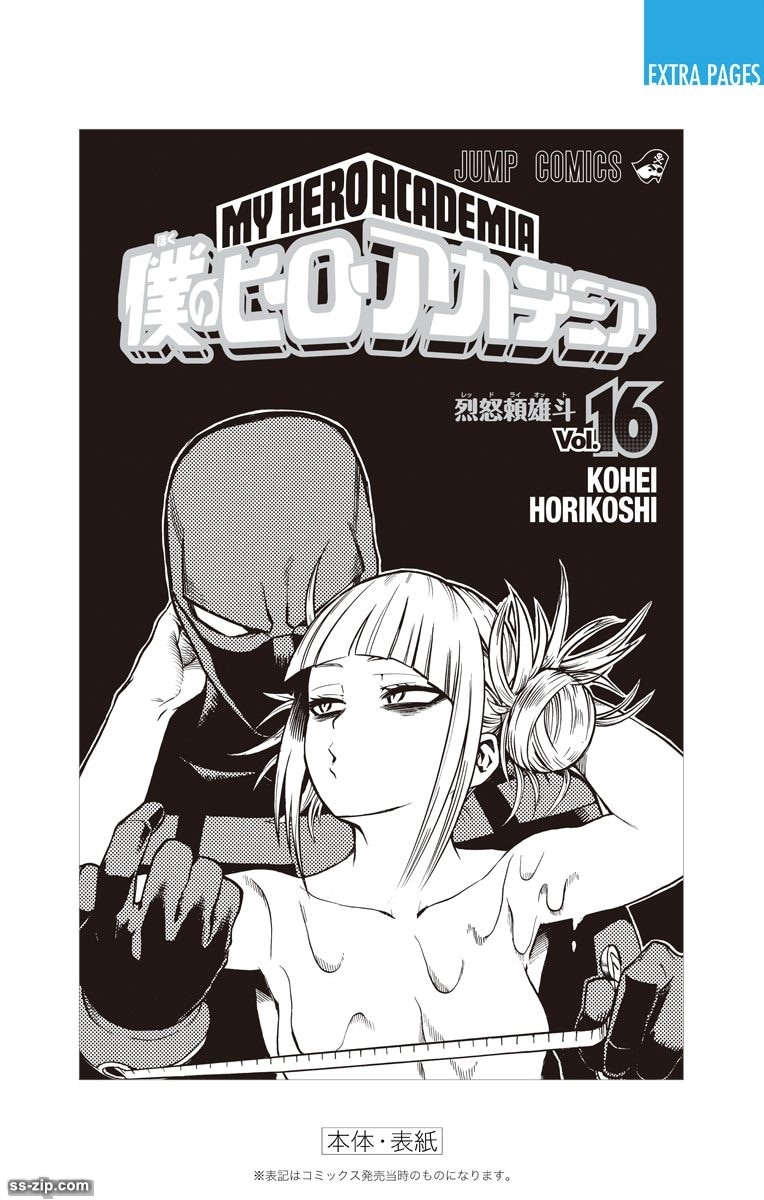 EXTRA PAGES
JUMP COMICS
MY HERO ACADEMIA
ぼく
僕のヒーローアカデミア
レッドライオット
烈怒頼雄斗
Vol.16
KOHEI
HORIKOSHI
本体・表紙
※表記はコミックス発売当時のものになります。
ss-zip.com